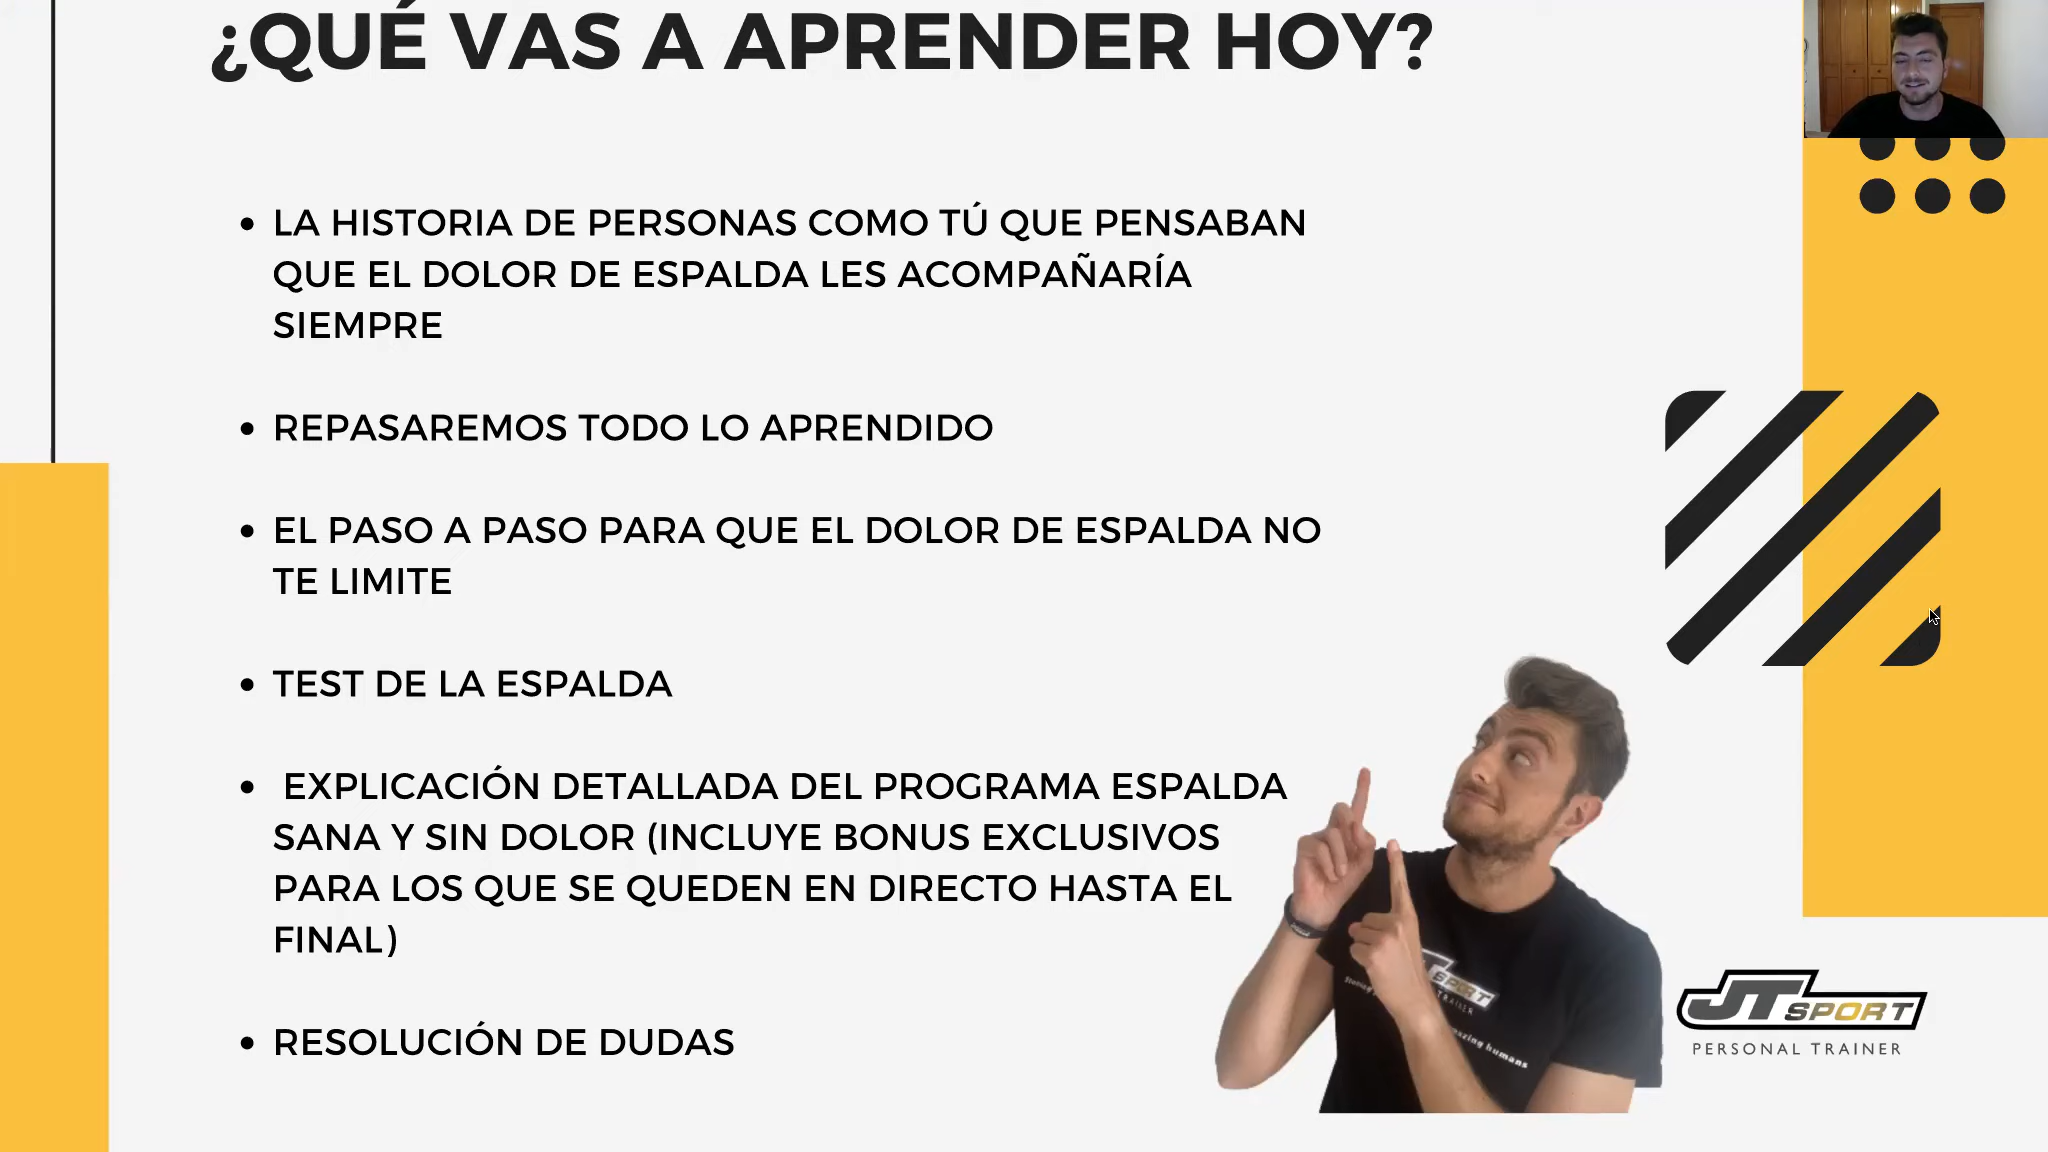 ¿QUÉ VAS A APRENDER HOY?
• LA HISTORIA DE PERSONAS COMO TÚ QUE PENSABAN
QUE EL DOLOR DE ESPALDA LES ACOMPAÑARÍA
SIEMPRE
• REPASAREMOS TODO LO APRENDIDO
• EL PASO A PASO PARA QUE EL DOLOR DE ESPALDA NO
TE LIMITE
• TEST DE LA ESPALDA
• EXPLICACIÓN DETALLADA DEL PROGRAMA ESPALDA
SANA Y SIN DOLOR (INCLUYE BONUS EXCLUSIVOS
PARA LOS QUE SE QUEDEN EN DIRECTO HASTA EL
FINAL)
• RESOLUCIÓN DE DUDAS
JT SPORT
PERSONAL TRAINER